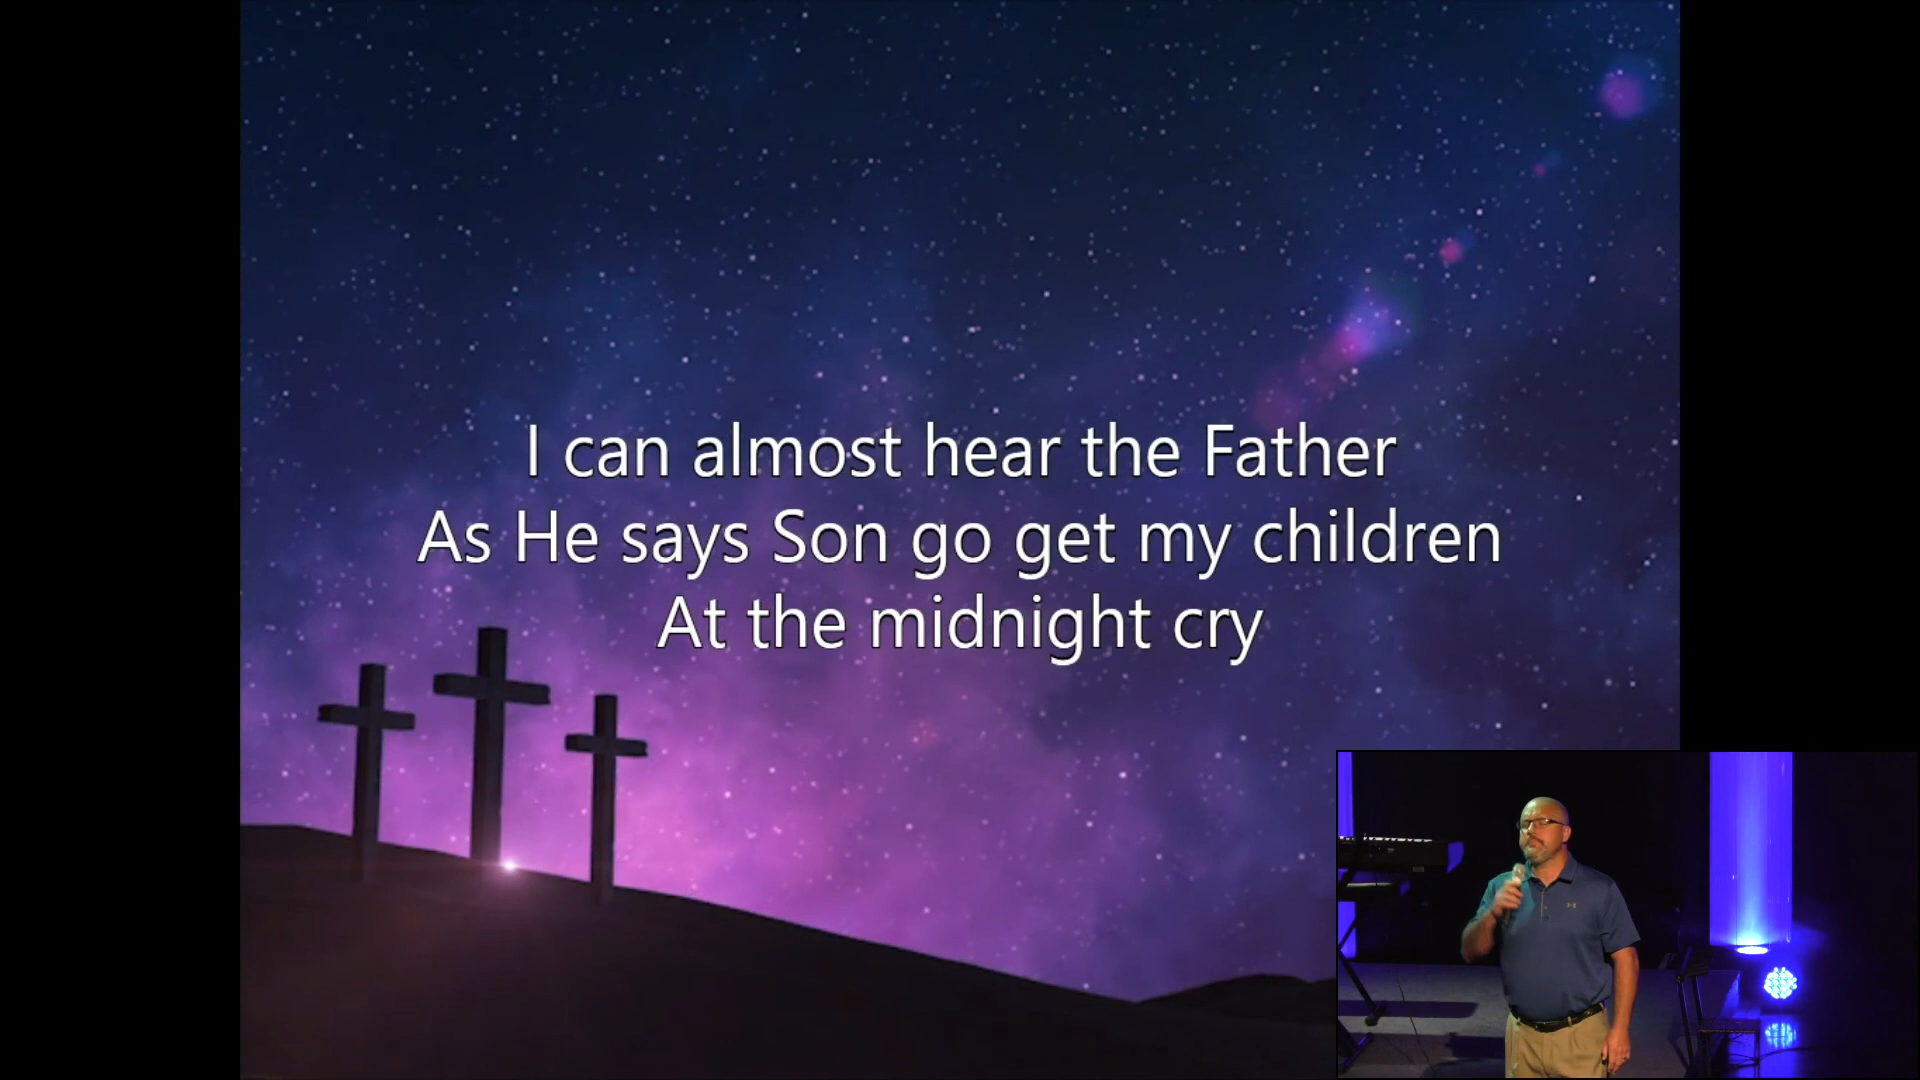 I can almost hear the Father
As He says Son go get my children
At the midnight cry